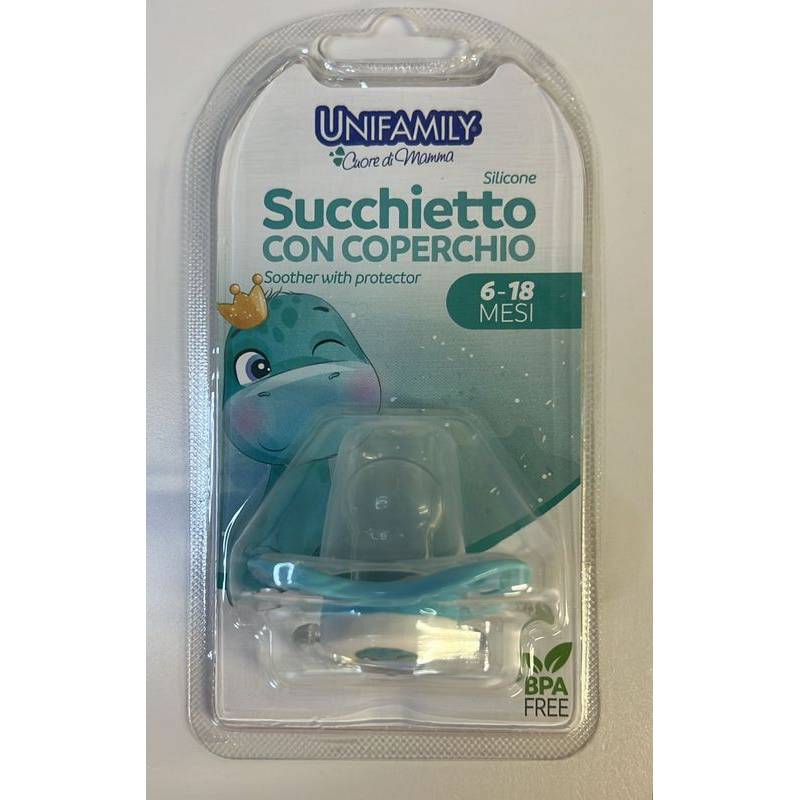 UNIFAMILY
Cuore di Mamma
Silicone
Succhietto
CON COPERCHIO
Soother with protector
6-18
MESI
BPA
FREE